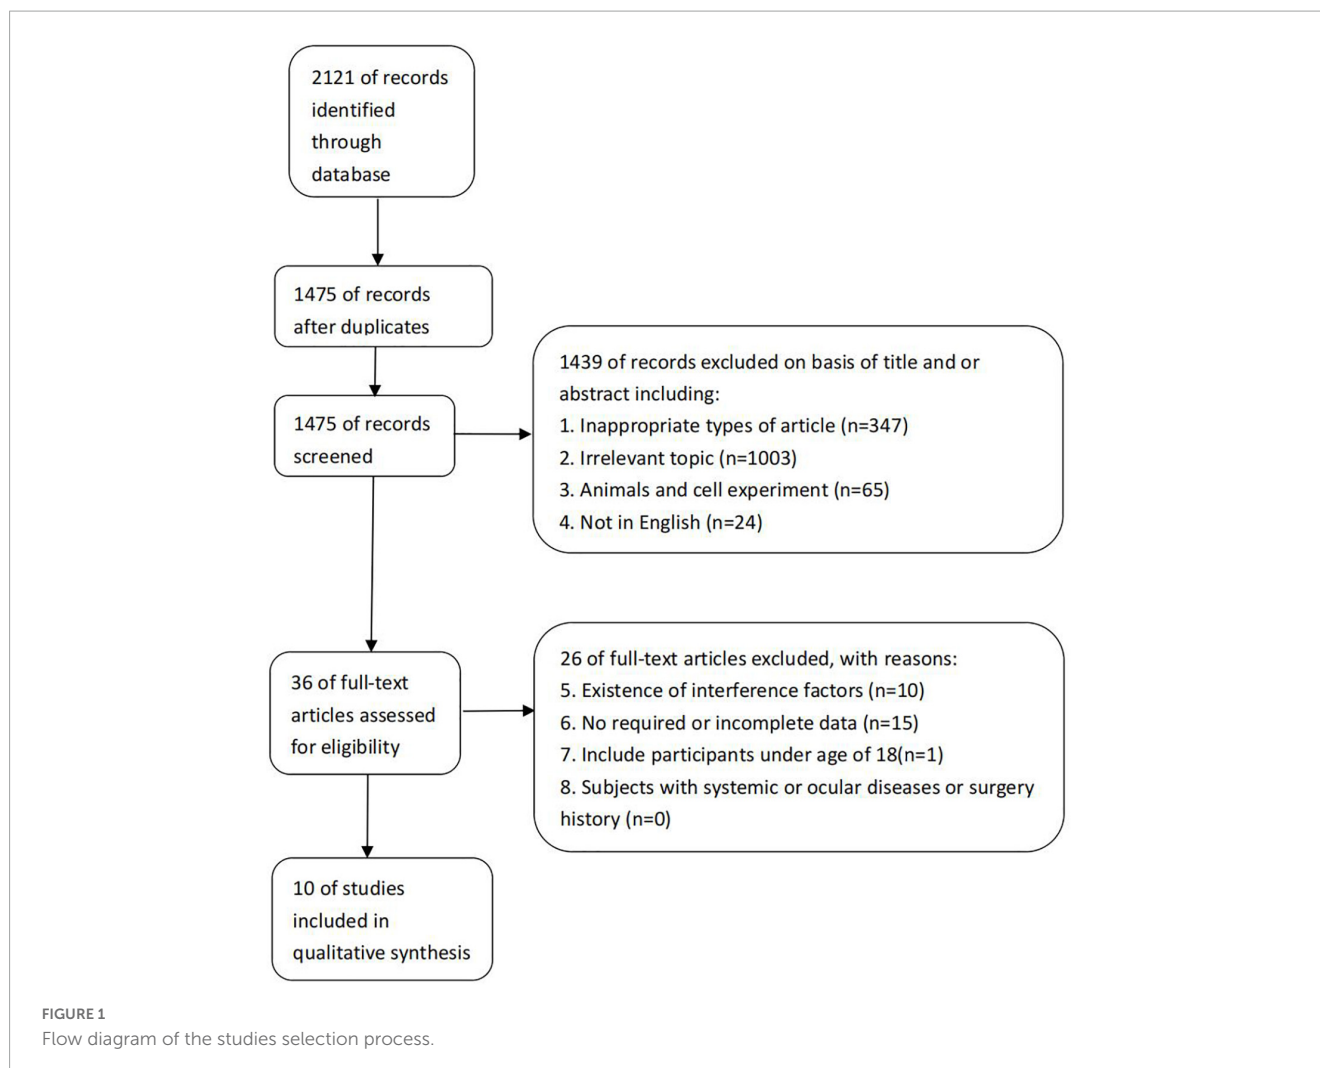 2121 of records
identified
through
database
1475 of records
after duplicates
1475 of records
screened
1439 of records excluded on basis of title and or
abstract including:
1. Inappropriate types of article (n=347)
2. Irrelevant topic (n=1003)
3. Animals and cell experiment (n=65)
4. Not in English (n=24)
36 of full-text
articles assessed
for eligibility
26 of full-text articles excluded, with reasons:
5. Existence of interference factors (n=10)
6. No required or incomplete data (n=15)
7. Include participants under age of 18(n=1)
8. Subjects with systemic or ocular diseases or surgery
history (n=0)
10 of studies
included in
qualitative synthesis
FIGURE 1
Flow diagram of the studies selection process.